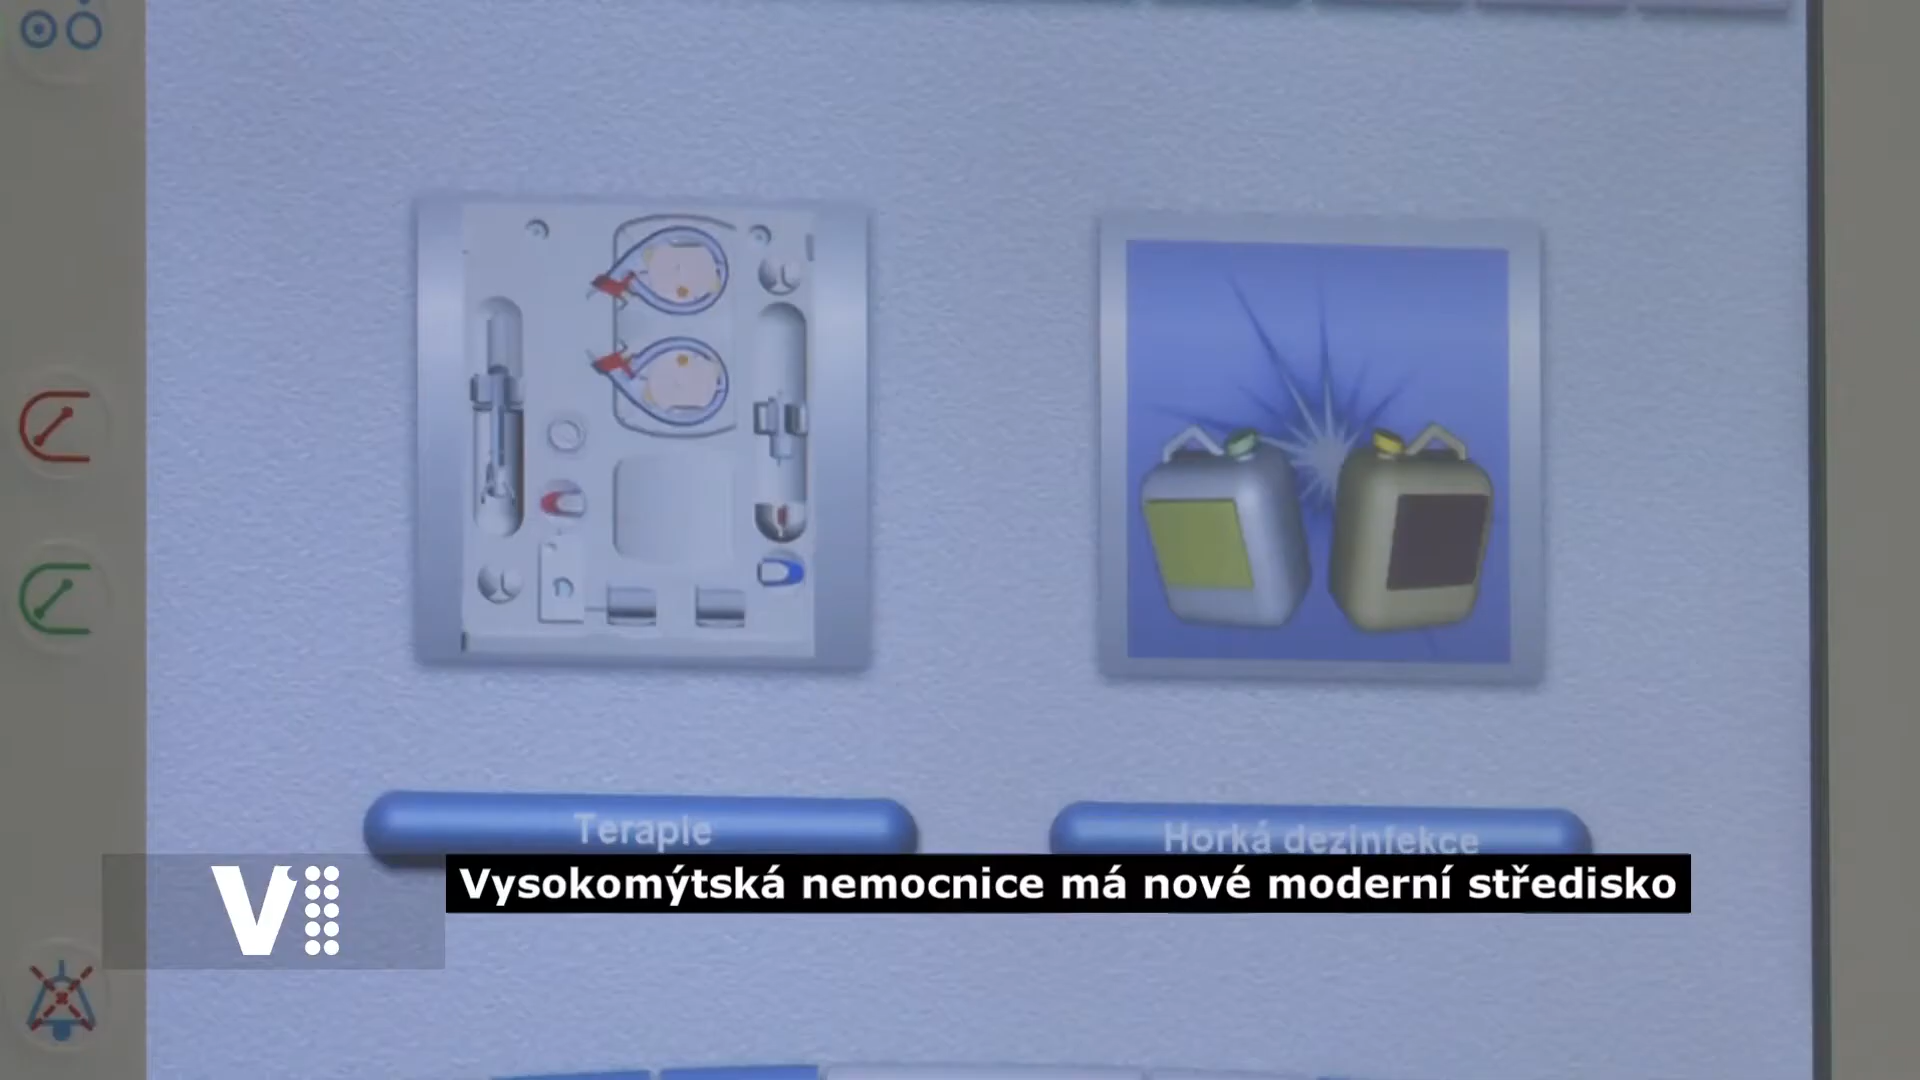 Terapie
Horká dezinfekce
Vysokomýtská nemocnice má nové moderní středisko